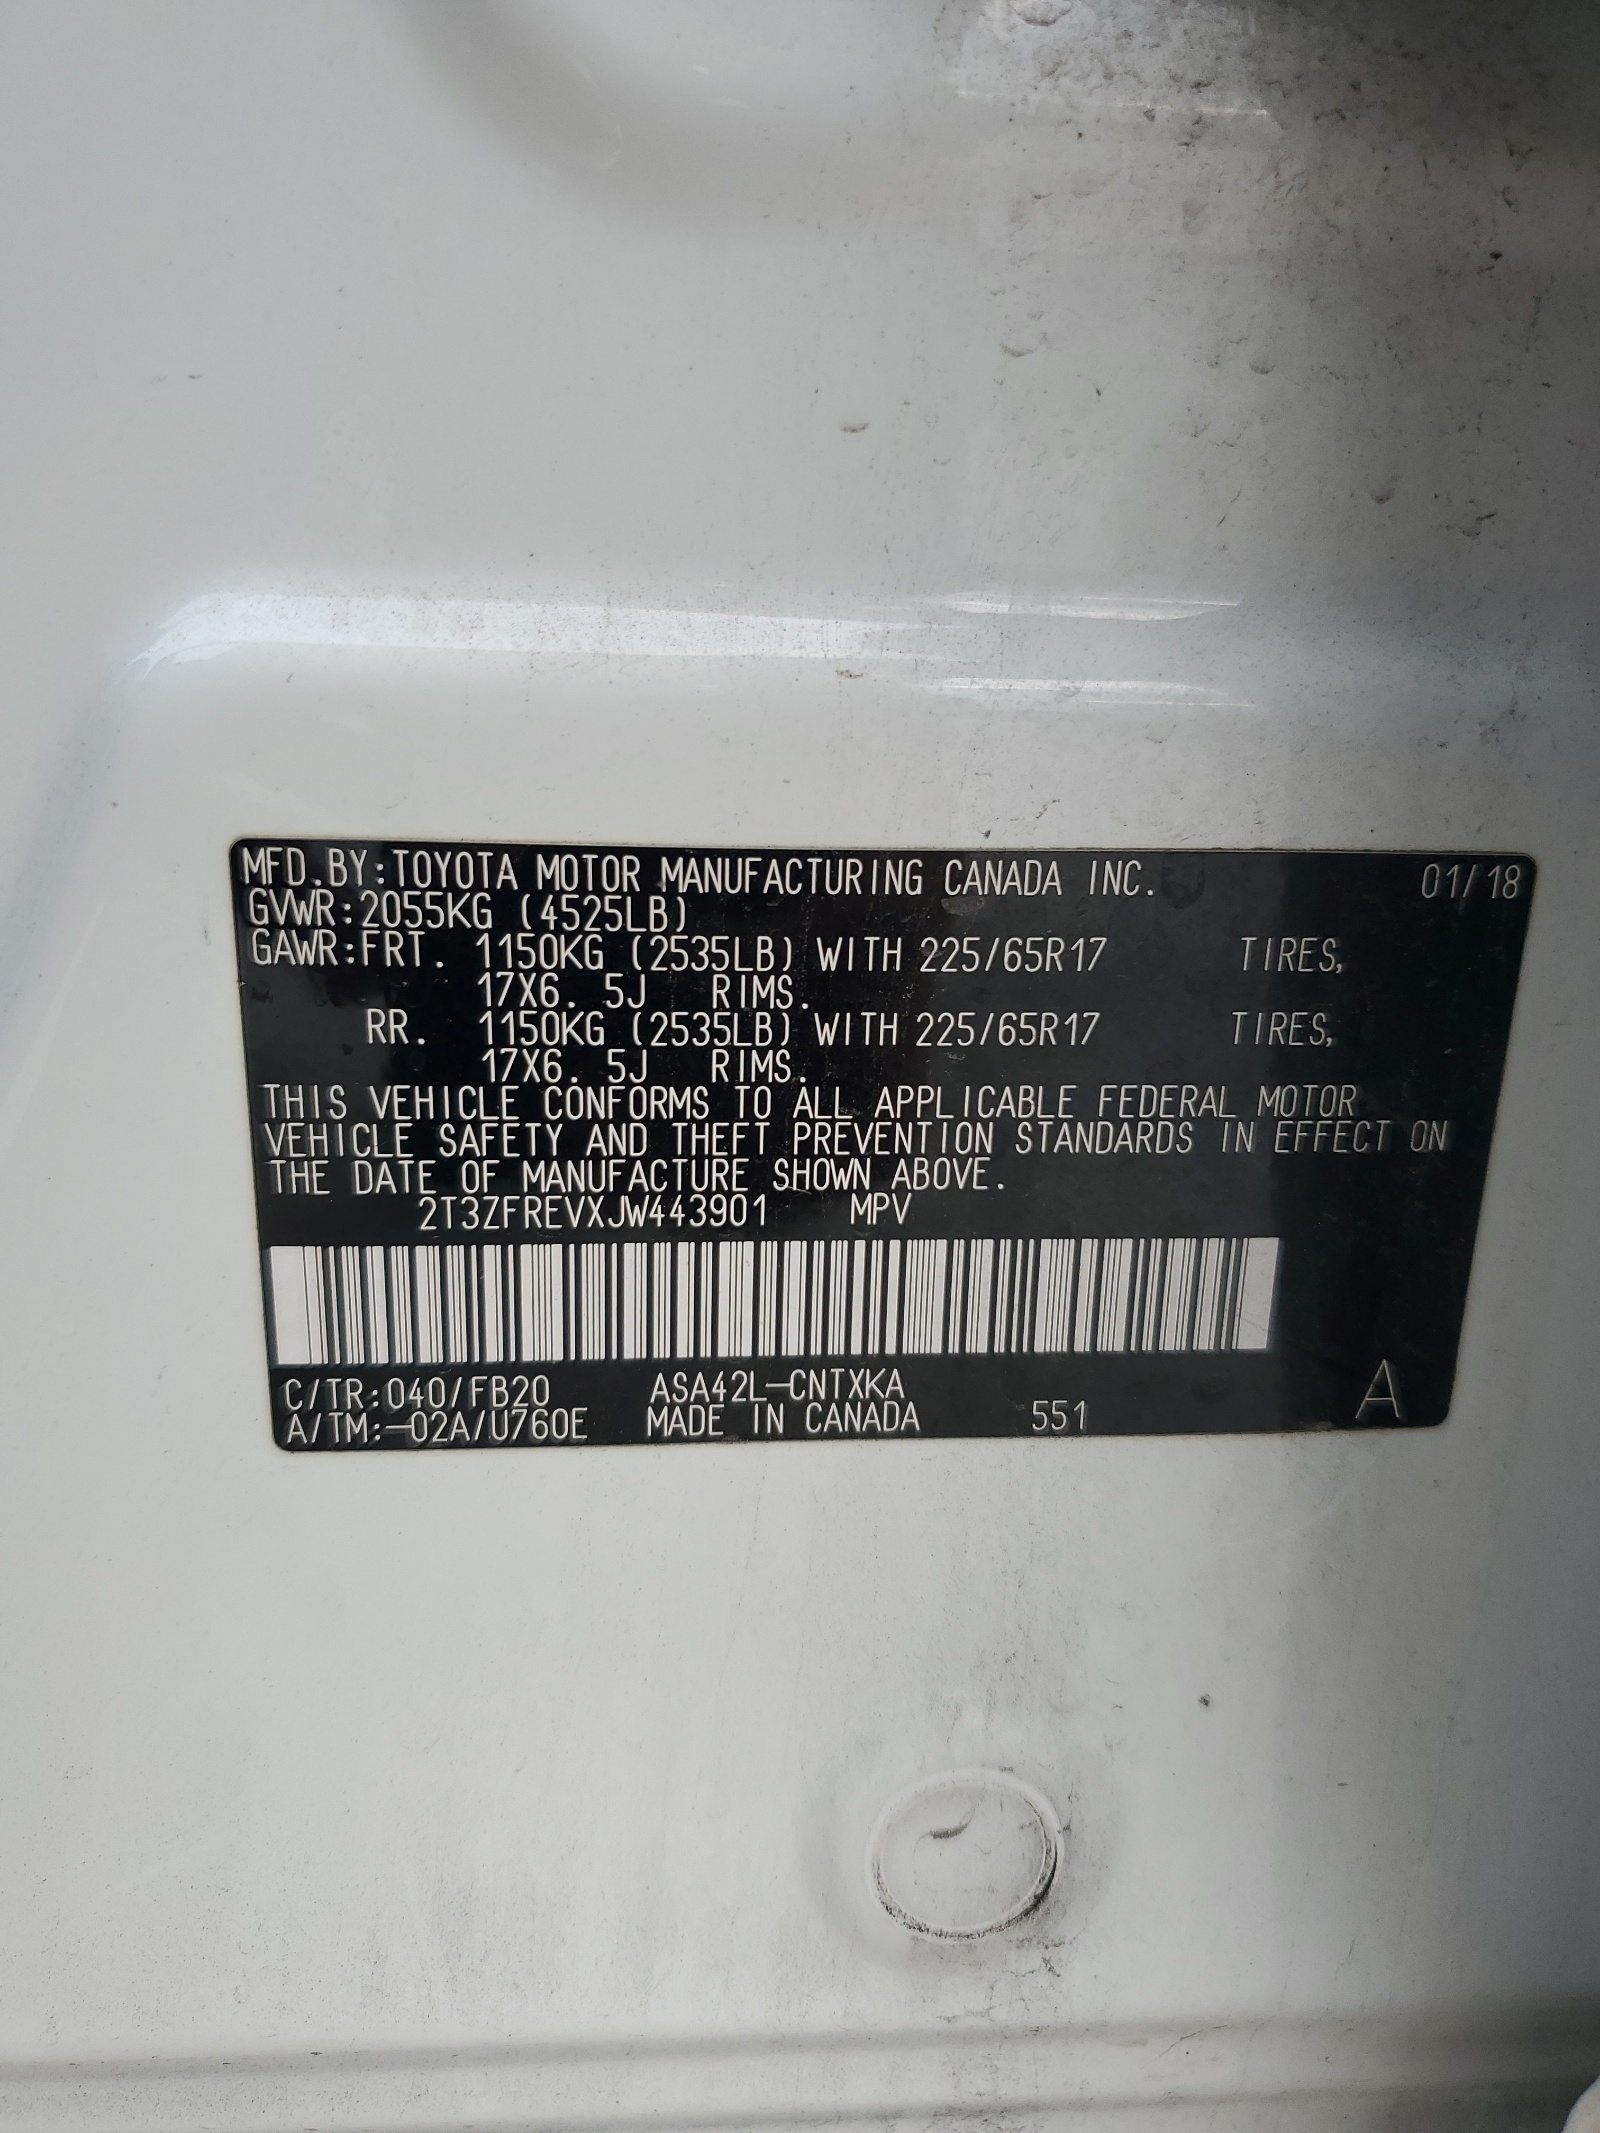 MFD.BY:TOYOTA MOTOR MANUFACTURING CANADA INC. 01/18
GVWR:2055KG (4525LB)
GAWR:FRT. 1150KG (2535LB) WITH 225/65R17 TIRES,
17X6.5J RIMS.
RR. 1150KG (2535LB) WITH 225/65R17 TIRES,
17X6.5J RIMS.
THIS VEHICLE CONFORMS TO ALL APPLICABLE FEDERAL MOTOR
VEHICLE SAFETY AND THEFT PREVENTION STANDARDS IN EFFECT ON
THE DATE OF MANUFACTURE SHOWN ABOVE.
2T3ZFREVXJW443901 MPV
C/TR:040/FB20 ASA42L-CNTXKA
A/TM:-02A/U760E MADE IN CANADA 551 A